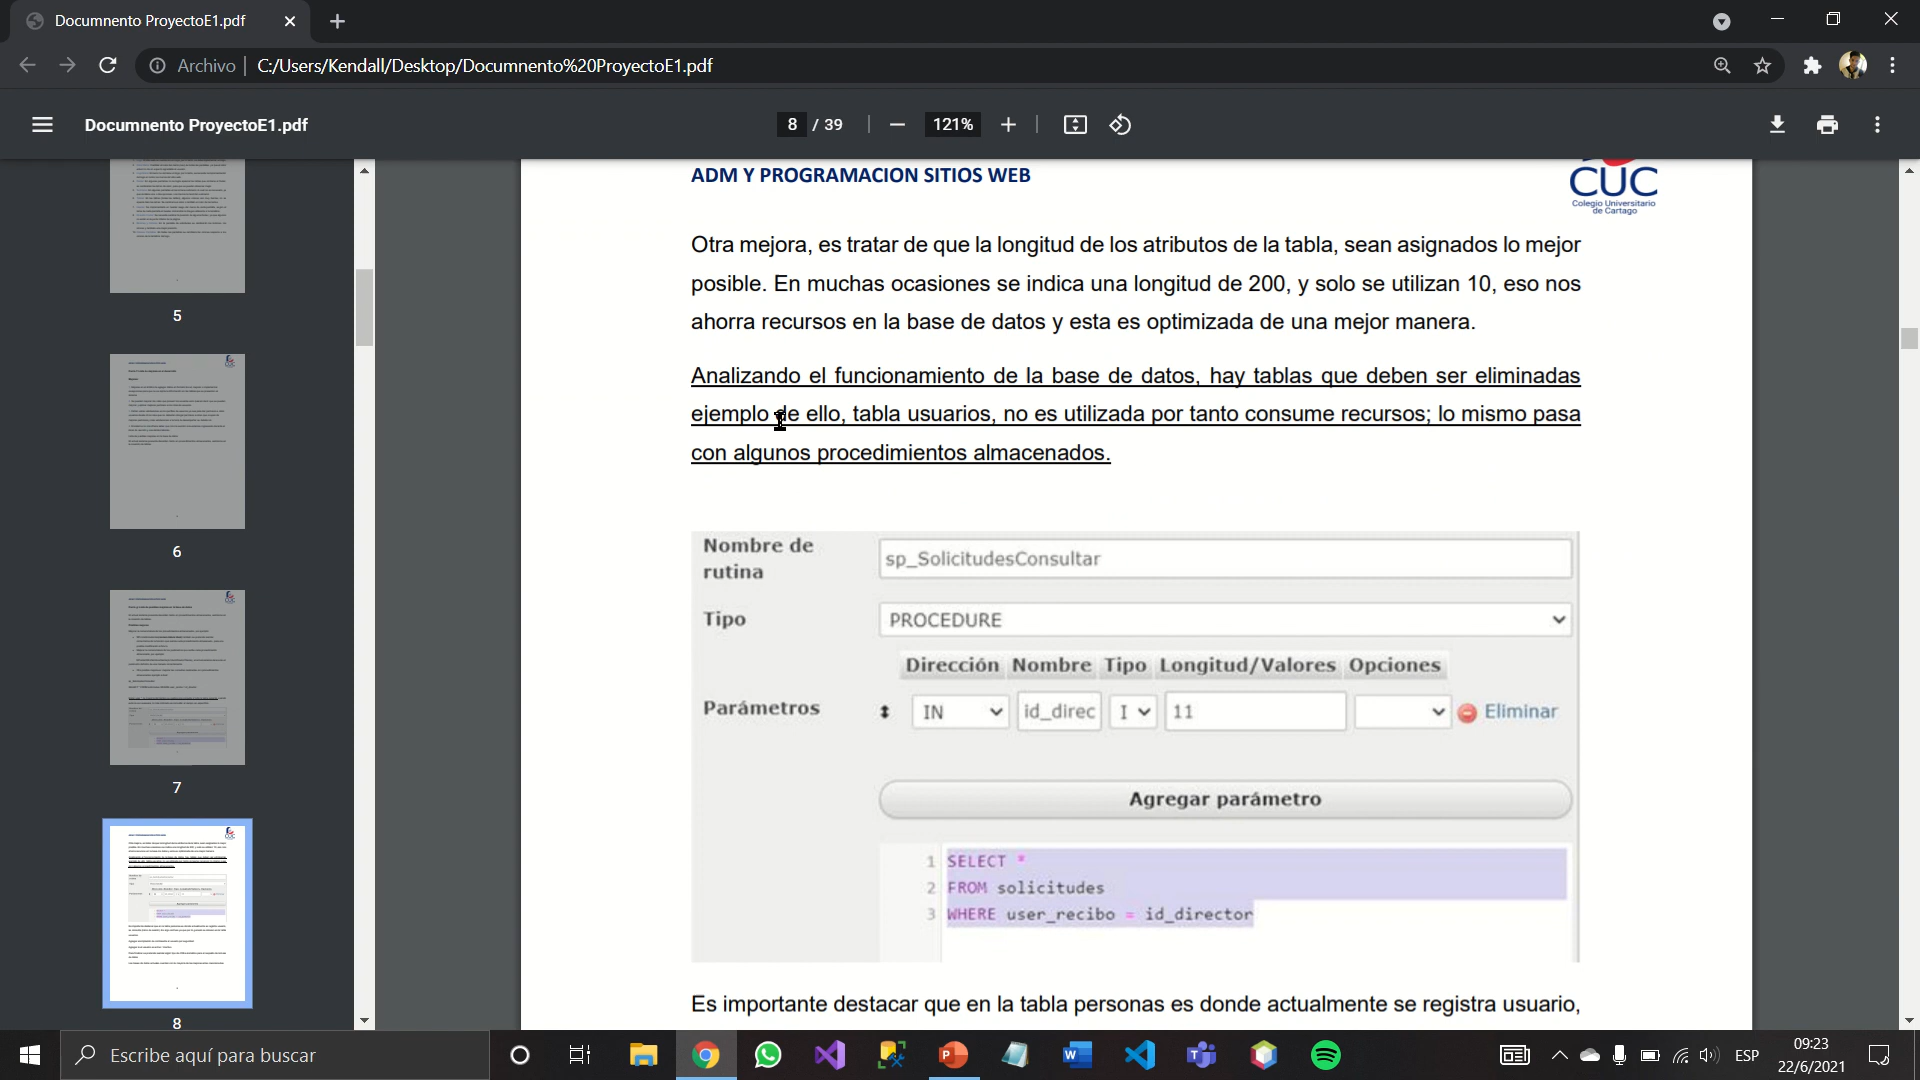 Documnento ProyectoE1.pdf
Archivo
C:/Users/Kendall/Desktop/Documnento%20ProyectoE1.pdf
Documnento ProyectoE1.pdf
8 / 39
121%
5
6
7
8
ADM Y PROGRAMACION SITIOS WEB
CUC
Colegio Universitario
de Cartago
Otra mejora, es tratar de que la longitud de los atributos de la tabla, sean asignados lo mejor
posible. En muchas ocasiones se indica una longitud de 200, y solo se utilizan 10, eso nos
ahorra recursos en la base de datos y esta es optimizada de una mejor manera.
Analizando el funcionamiento de la base de datos, hay tablas que deben ser eliminadas
ejemplo de ello, tabla usuarios, no es utilizada por tanto consume recursos; lo mismo pasa
con algunos procedimientos almacenados.
Nombre de
rutina
sp_SolicitudesConsultar
Tipo
PROCEDURE
Dirección Nombre Tipo Longitud/Valores Opciones
Parámetros
IN
id_direc
I
11
Eliminar
Agregar parámetro
1 SELECT *
2 FROM solicitudes
3 WHERE user_recibo = id_director
Es importante destacar que en la tabla personas es donde actualmente se registra usuario,
Escribe aquí para buscar
ESP
09:23
22/6/2021